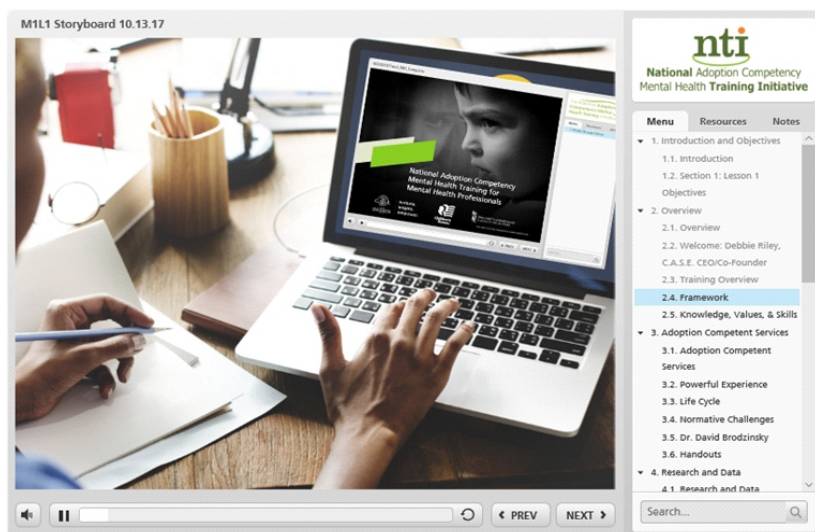 M1L1 Storyboard 10.13.17
National Adoption Competency
Mental Health Training for
Mental Health Professionals
PREV
NEXT
nti
National Adoption Competency
Mental Health Training Initiative
Menu Resources Notes
1. Introduction and Objectives
1.1. Introduction
1.2. Section 1: Lesson 1
Objectives
2. Overview
2.1. Overview
2.2. Welcome: Debbie Riley,
C.A.S.E. CEO/Co-Founder
2.3. Training Overview
2.4. Framework
2.5. Knowledge, Values, & Skills
3. Adoption Competent Services
3.1. Adoption Competent
Services
3.2. Powerful Experience
3.3. Life Cycle
3.4. Normative Challenges
3.5. Dr. David Brodzinsky
3.6. Handouts
4. Research and Data
4.1. Research and Data
Search...